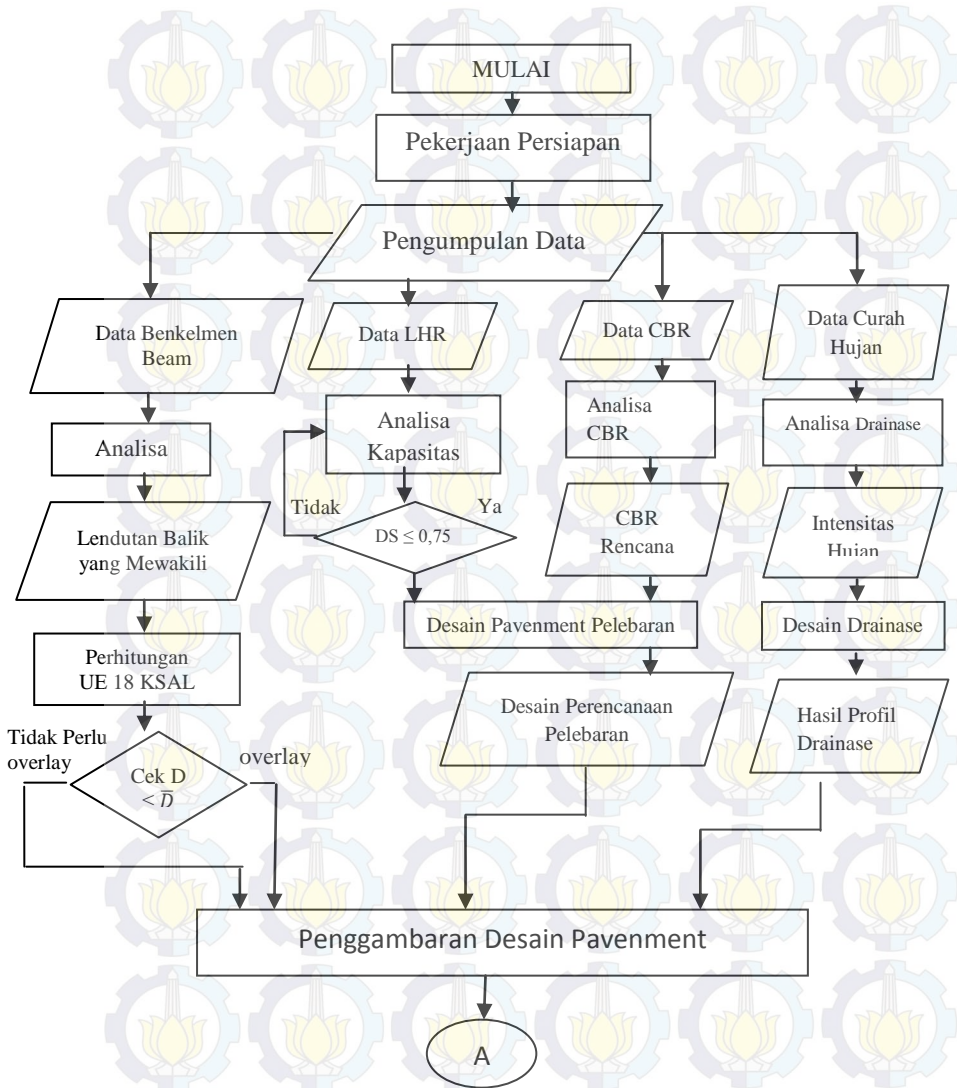 MULAI
Pekerjaan Persiapan
Pengumpulan Data
Data Benkelmen
Beam
Data LHR
Data CBR
Data Curah
Hujan
Analisa
Analisa
Kapasitas
Analisa
CBR
Analisa Drainase
Tidak
Ya
DS ≤ 0,75
Lendutan Balik
yang Mewakili
CBR
Rencana
Intensitas
Hujan
Perhitungan
UE 18 KSAL
Desain Pavenment Pelebaran
Desain Drainase
Tidak Perlu
overlay
Cek D
< D̅
overlay
Desain Perencanaan
Pelebaran
Hasil Profil
Drainase
Penggambaran Desain Pavenment
A